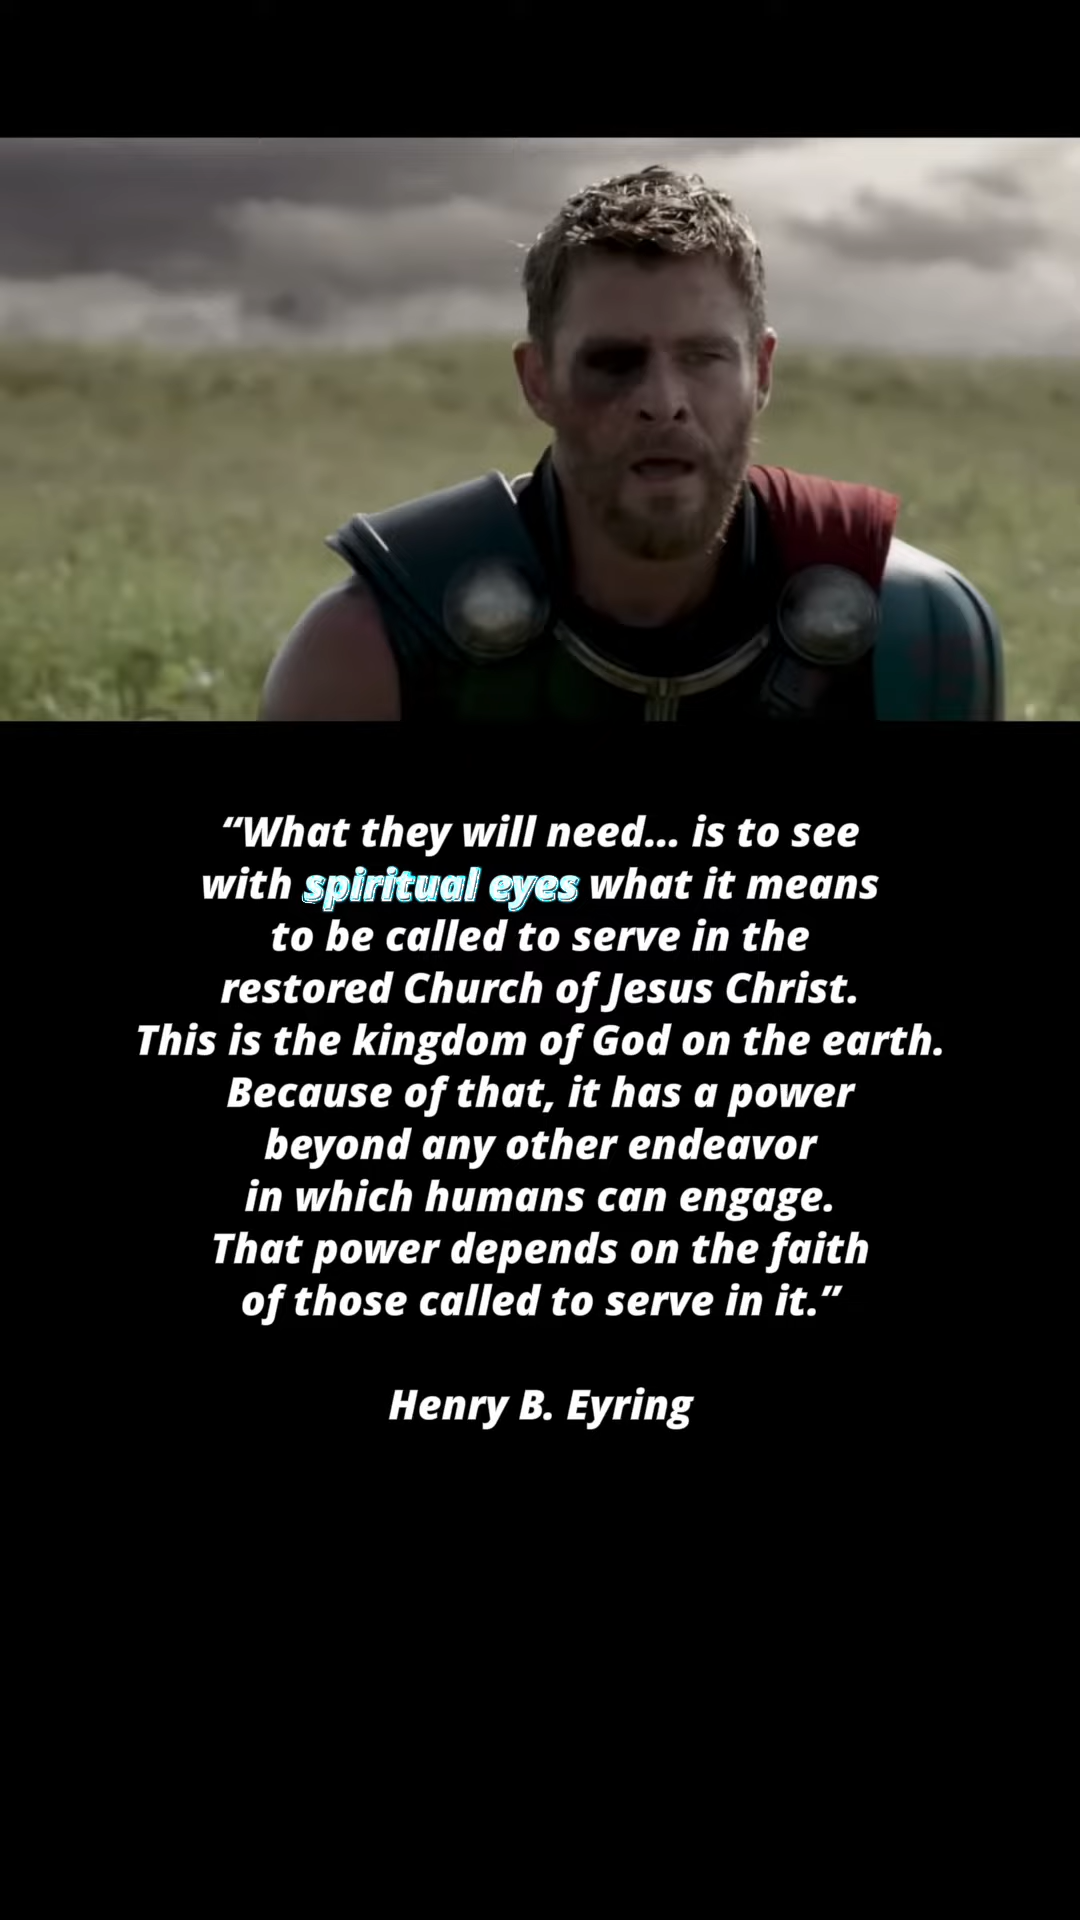 “What they will need... is to see
with spiritual eyes what it means
to be called to serve in the
restored Church of Jesus Christ.
This is the kingdom of God on the earth.
Because of that, it has a power
beyond any other endeavor
in which humans can engage.
That power depends on the faith
of those called to serve in it.”
Henry B. Eyring